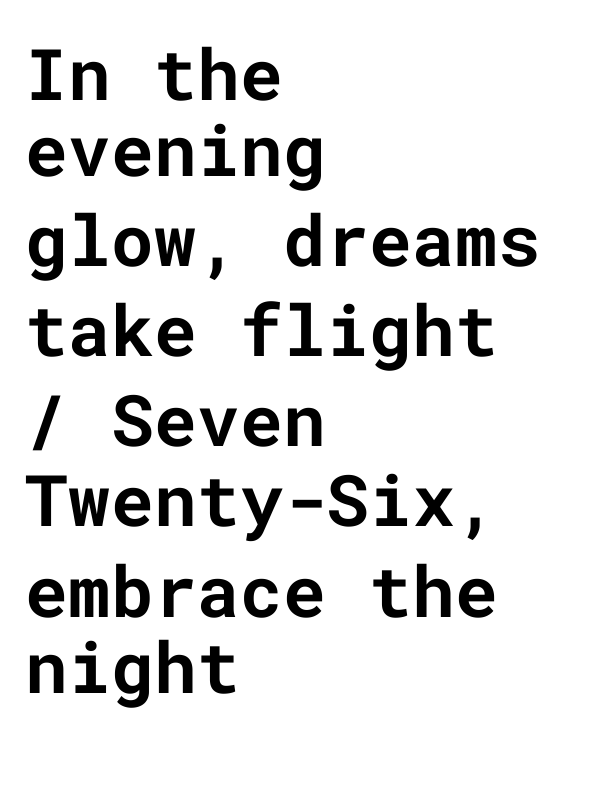 In the
evening
glow, dreams
take flight
/ Seven
Twenty-Six,
embrace the
night